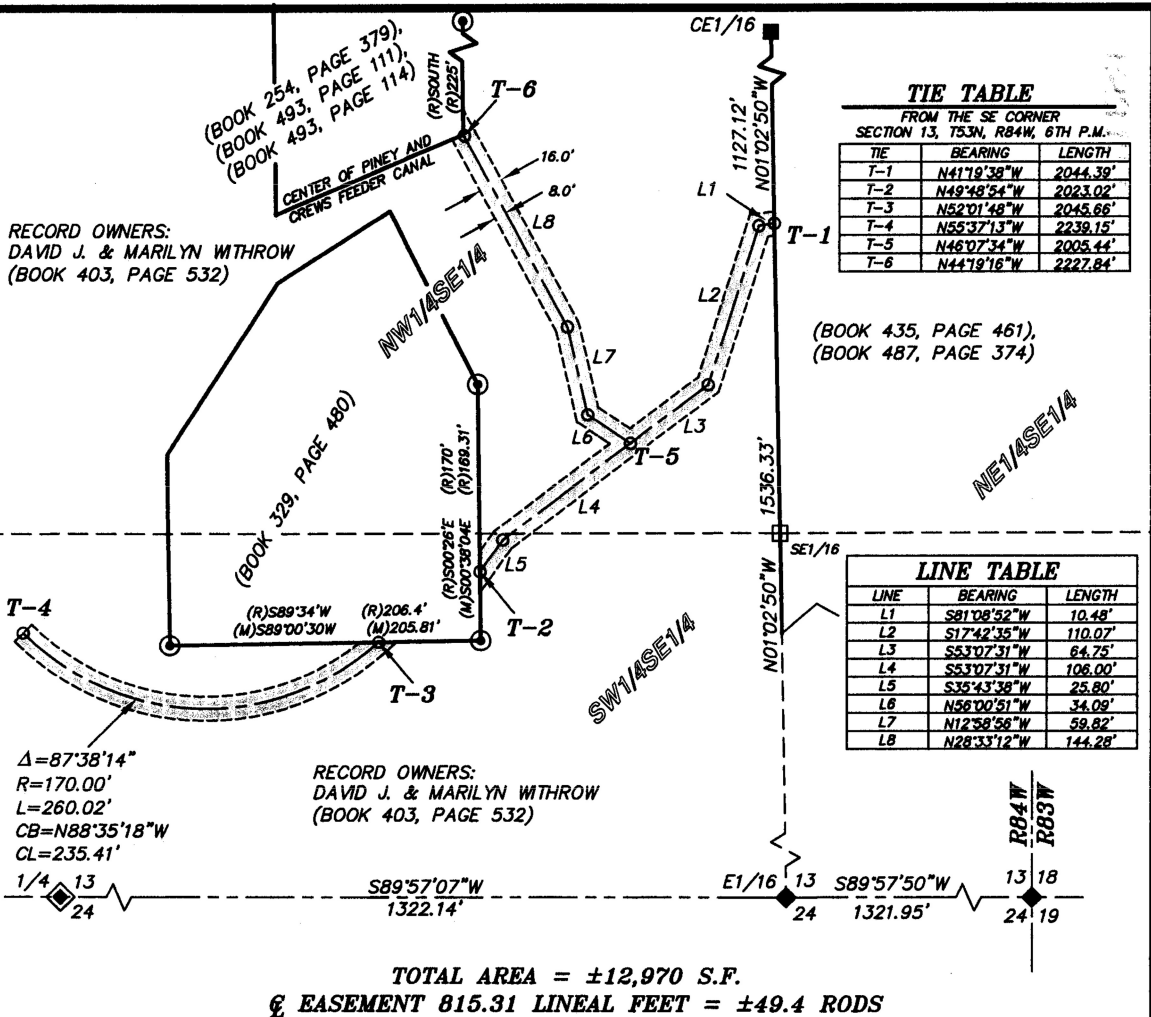 CE1/16
(BOOK 254, PAGE 379),
(BOOK 493, PAGE 111),
(BOOK 493, PAGE 114)
(R)SOUTH
(R)225'
T-6
CENTER OF PINEY AND
CREWS FEEDER CANAL
16.0'
8.0'
L8
1127.12'
N01°02'50"W
L1
T-1
L2
TIE TABLE
FROM THE SE CORNER
SECTION 13, T53N, R84W, 6TH P.M.
TIE BEARING LENGTH
T-1 N41°19'38"W 2044.39'
T-2 N49°48'54"W 2023.02'
T-3 N52°01'48"W 2045.66'
T-4 N55°37'13"W 2239.15'
T-5 N46°07'34"W 2005.44'
T-6 N44°19'16"W 2227.84'
RECORD OWNERS:
DAVID J. & MARILYN WITHROW
(BOOK 403, PAGE 532)
NW1/4SE1/4
(BOOK 435, PAGE 461),
(BOOK 487, PAGE 374)
L7
L3
L6
T-5
L4
NE1/4SE1/4
(BOOK 329, PAGE 480)
(R)170'
(R)169.31'
(R)S00°26'E
(M)S00°38'04E
1536.33'
SE1/16
L5
T-2
N01°02'50"W
SW1/4SE1/4
LINE TABLE
LINE BEARING LENGTH
L1 S81°08'52"W 10.48'
L2 S17°42'35"W 110.07'
L3 S53°07'31"W 64.75'
L4 S53°07'31"W 106.00'
L5 S35°43'38"W 25.80'
L6 N56°00'51"W 34.09'
L7 N12°58'56"W 59.82'
L8 N28°33'12"W 144.28'
T-4
(R)S89°34'W (R)206.4'
(M)S89°00'30W (M)205.81'
T-3
Δ=87°38'14"
R=170.00'
L=260.02'
CB=N88°35'18"W
CL=235.41'
RECORD OWNERS:
DAVID J. & MARILYN WITHROW
(BOOK 403, PAGE 532)
R84W
R83W
1/4 13
24
S89°57'07"W
1322.14'
E1/16 13
24
S89°57'50"W
1321.95'
13 18
24 19
TOTAL AREA = ±12,970 S.F.
℄ EASEMENT 815.31 LINEAL FEET = ±49.4 RODS